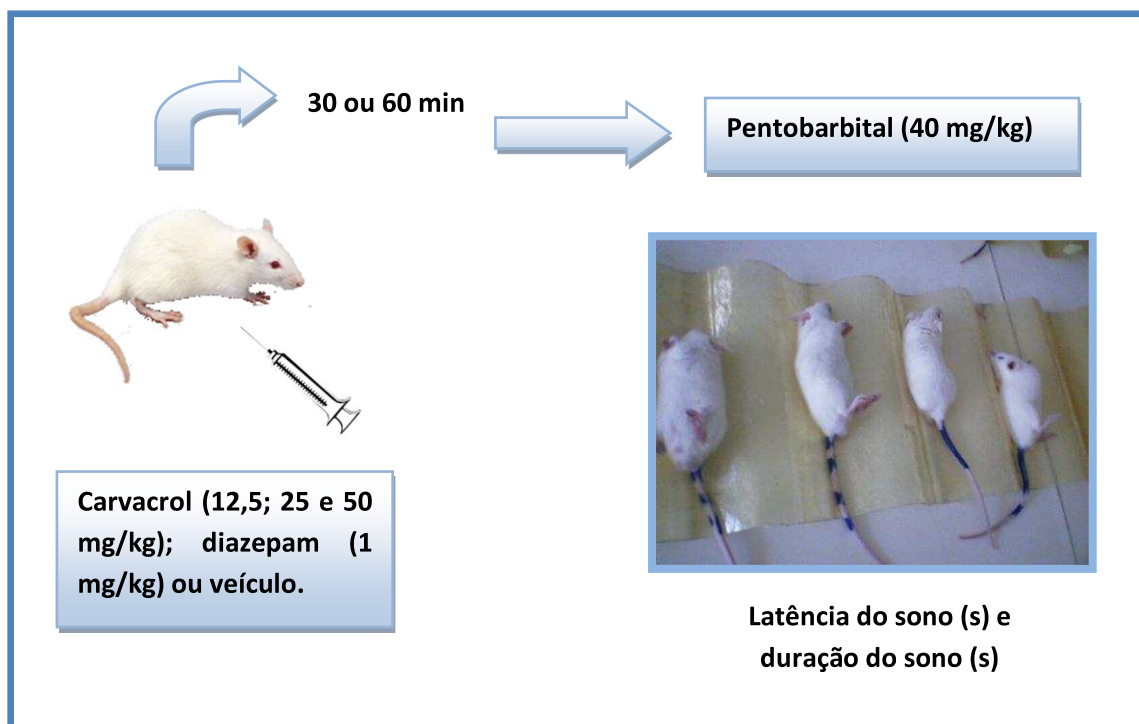 30 ou 60 min
Pentobarbital (40 mg/kg)
Carvacrol (12,5; 25 e 50
mg/kg); diazepam (1
mg/kg) ou veículo.
Latência do sono (s) e
duração do sono (s)